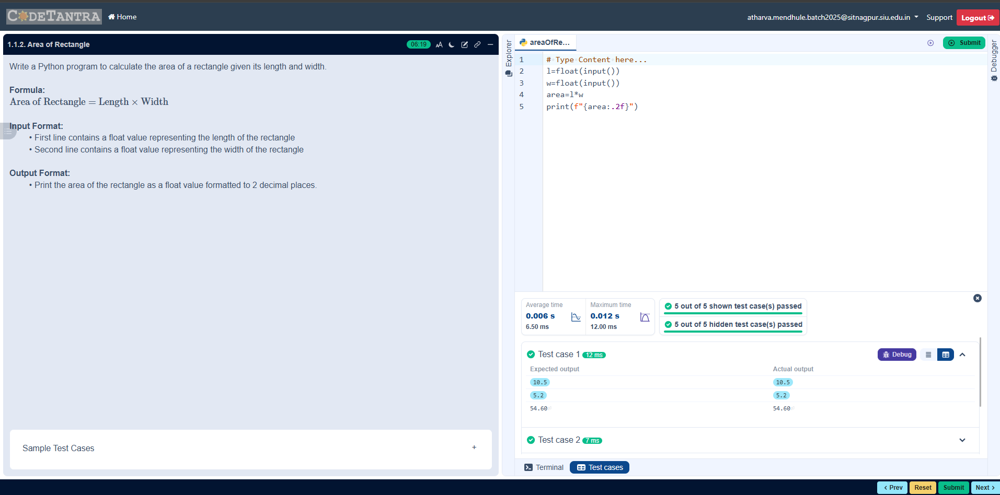 CODETANTRA
Home
atharva.mendhule.batch2025@sitnagpur.siu.edu.in
Support
Logout
1.1.2. Area of Rectangle
06:19
Write a Python program to calculate the area of a rectangle given its length and width.
Formula:
Area of Rectangle = Length × Width
Input Format:
• First line contains a float value representing the length of the rectangle
• Second line contains a float value representing the width of the rectangle
Output Format:
• Print the area of the rectangle as a float value formatted to 2 decimal places.
Sample Test Cases
+
Explorer
areaOfRe...
Submit
Debugger
1 # Type Content here...
2 l=float(input())
3 w=float(input())
4 area=l*w
5 print(f"{area:.2f}")
Average time
0.006 s
6.50 ms
Maximum time
0.012 s
12.00 ms
5 out of 5 shown test case(s) passed
5 out of 5 hidden test case(s) passed
Test case 1 12 ms
Debug
Expected output Actual output
10.5 10.5
5.2 5.2
54.60 54.60
Test case 2 7 ms
Terminal
Test cases
< Prev
Reset
Submit
Next >